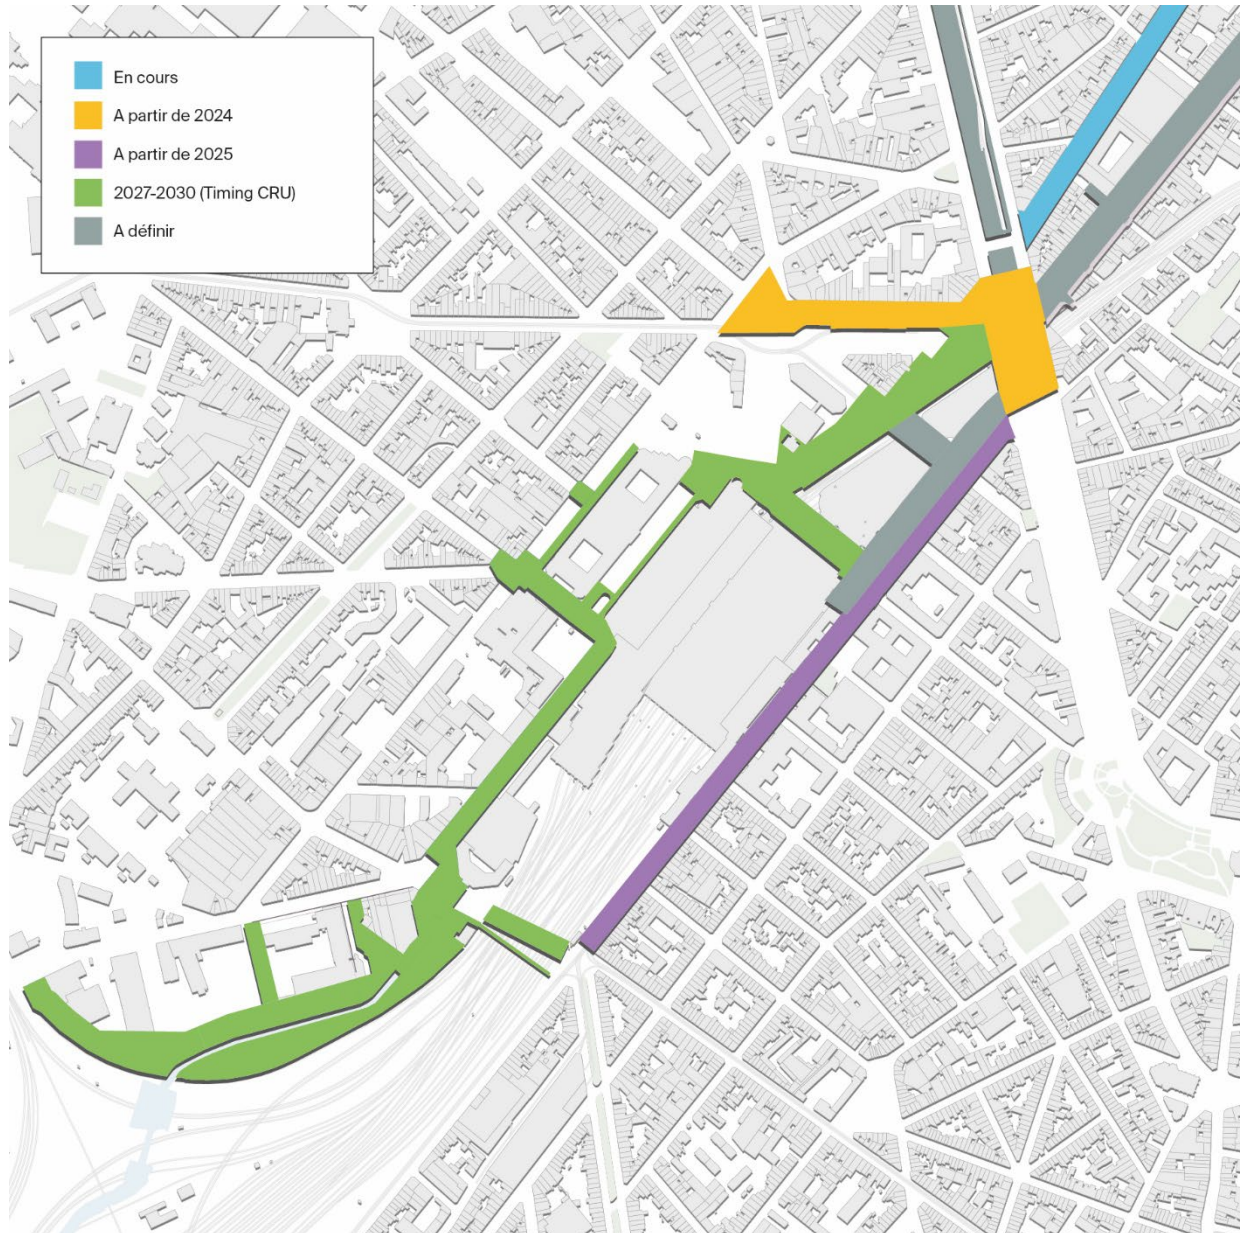 En cours
A partir de 2024
A partir de 2025
2027-2030 (Timing CRU)
A définir